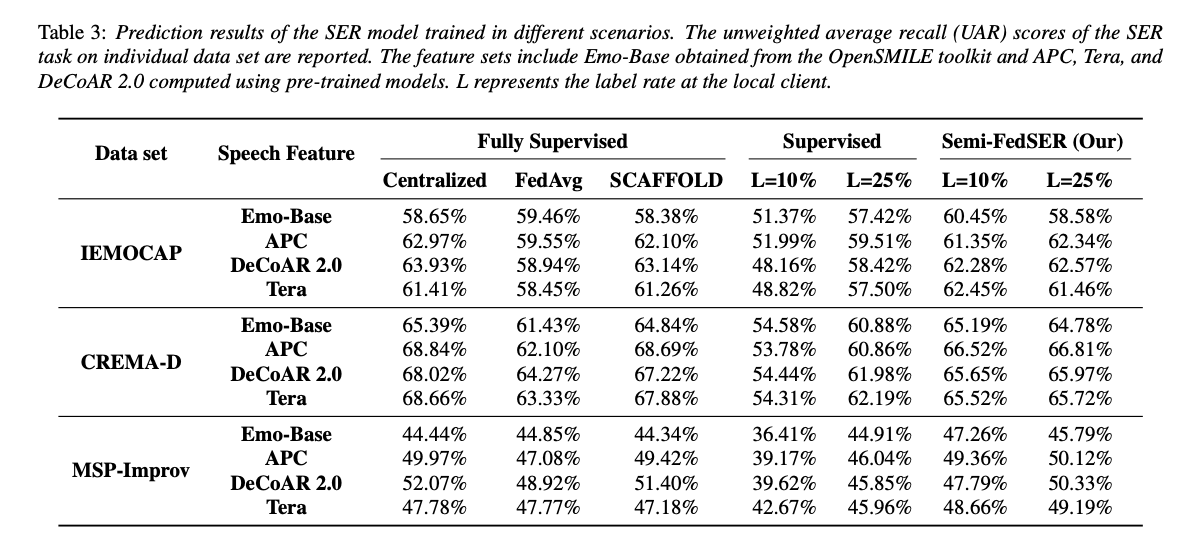 Table 3: Prediction results of the SER model trained in different scenarios. The unweighted average recall (UAR) scores of the SER
task on individual data set are reported. The feature sets include Emo-Base obtained from the OpenSMILE toolkit and APC, Tera, and
DeCoAR 2.0 computed using pre-trained models. L represents the label rate at the local client.
Data set Speech Feature Fully Supervised Supervised Semi-FedSER (Our)
Centralized FedAvg SCAFFOLD L=10% L=25% L=10% L=25%
IEMOCAP
Emo-Base 58.65% 59.46% 58.38% 51.37% 57.42% 60.45% 58.58%
APC 62.97% 59.55% 62.10% 51.99% 59.51% 61.35% 62.34%
DeCoAR 2.0 63.93% 58.94% 63.14% 48.16% 58.42% 62.28% 62.57%
Tera 61.41% 58.45% 61.26% 48.82% 57.50% 62.45% 61.46%
CREMA-D
Emo-Base 65.39% 61.43% 64.84% 54.58% 60.88% 65.19% 64.78%
APC 68.84% 62.10% 68.69% 53.78% 60.86% 66.52% 66.81%
DeCoAR 2.0 68.02% 64.27% 67.22% 54.44% 61.98% 65.65% 65.97%
Tera 68.66% 63.33% 67.88% 54.31% 62.19% 65.52% 65.72%
MSP-Improv
Emo-Base 44.44% 44.85% 44.34% 36.41% 44.91% 47.26% 45.79%
APC 49.97% 47.08% 49.42% 39.17% 46.04% 49.36% 50.12%
DeCoAR 2.0 52.07% 48.92% 51.40% 39.62% 45.85% 47.79% 50.33%
Tera 47.78% 47.77% 47.18% 42.67% 45.96% 48.66% 49.19%